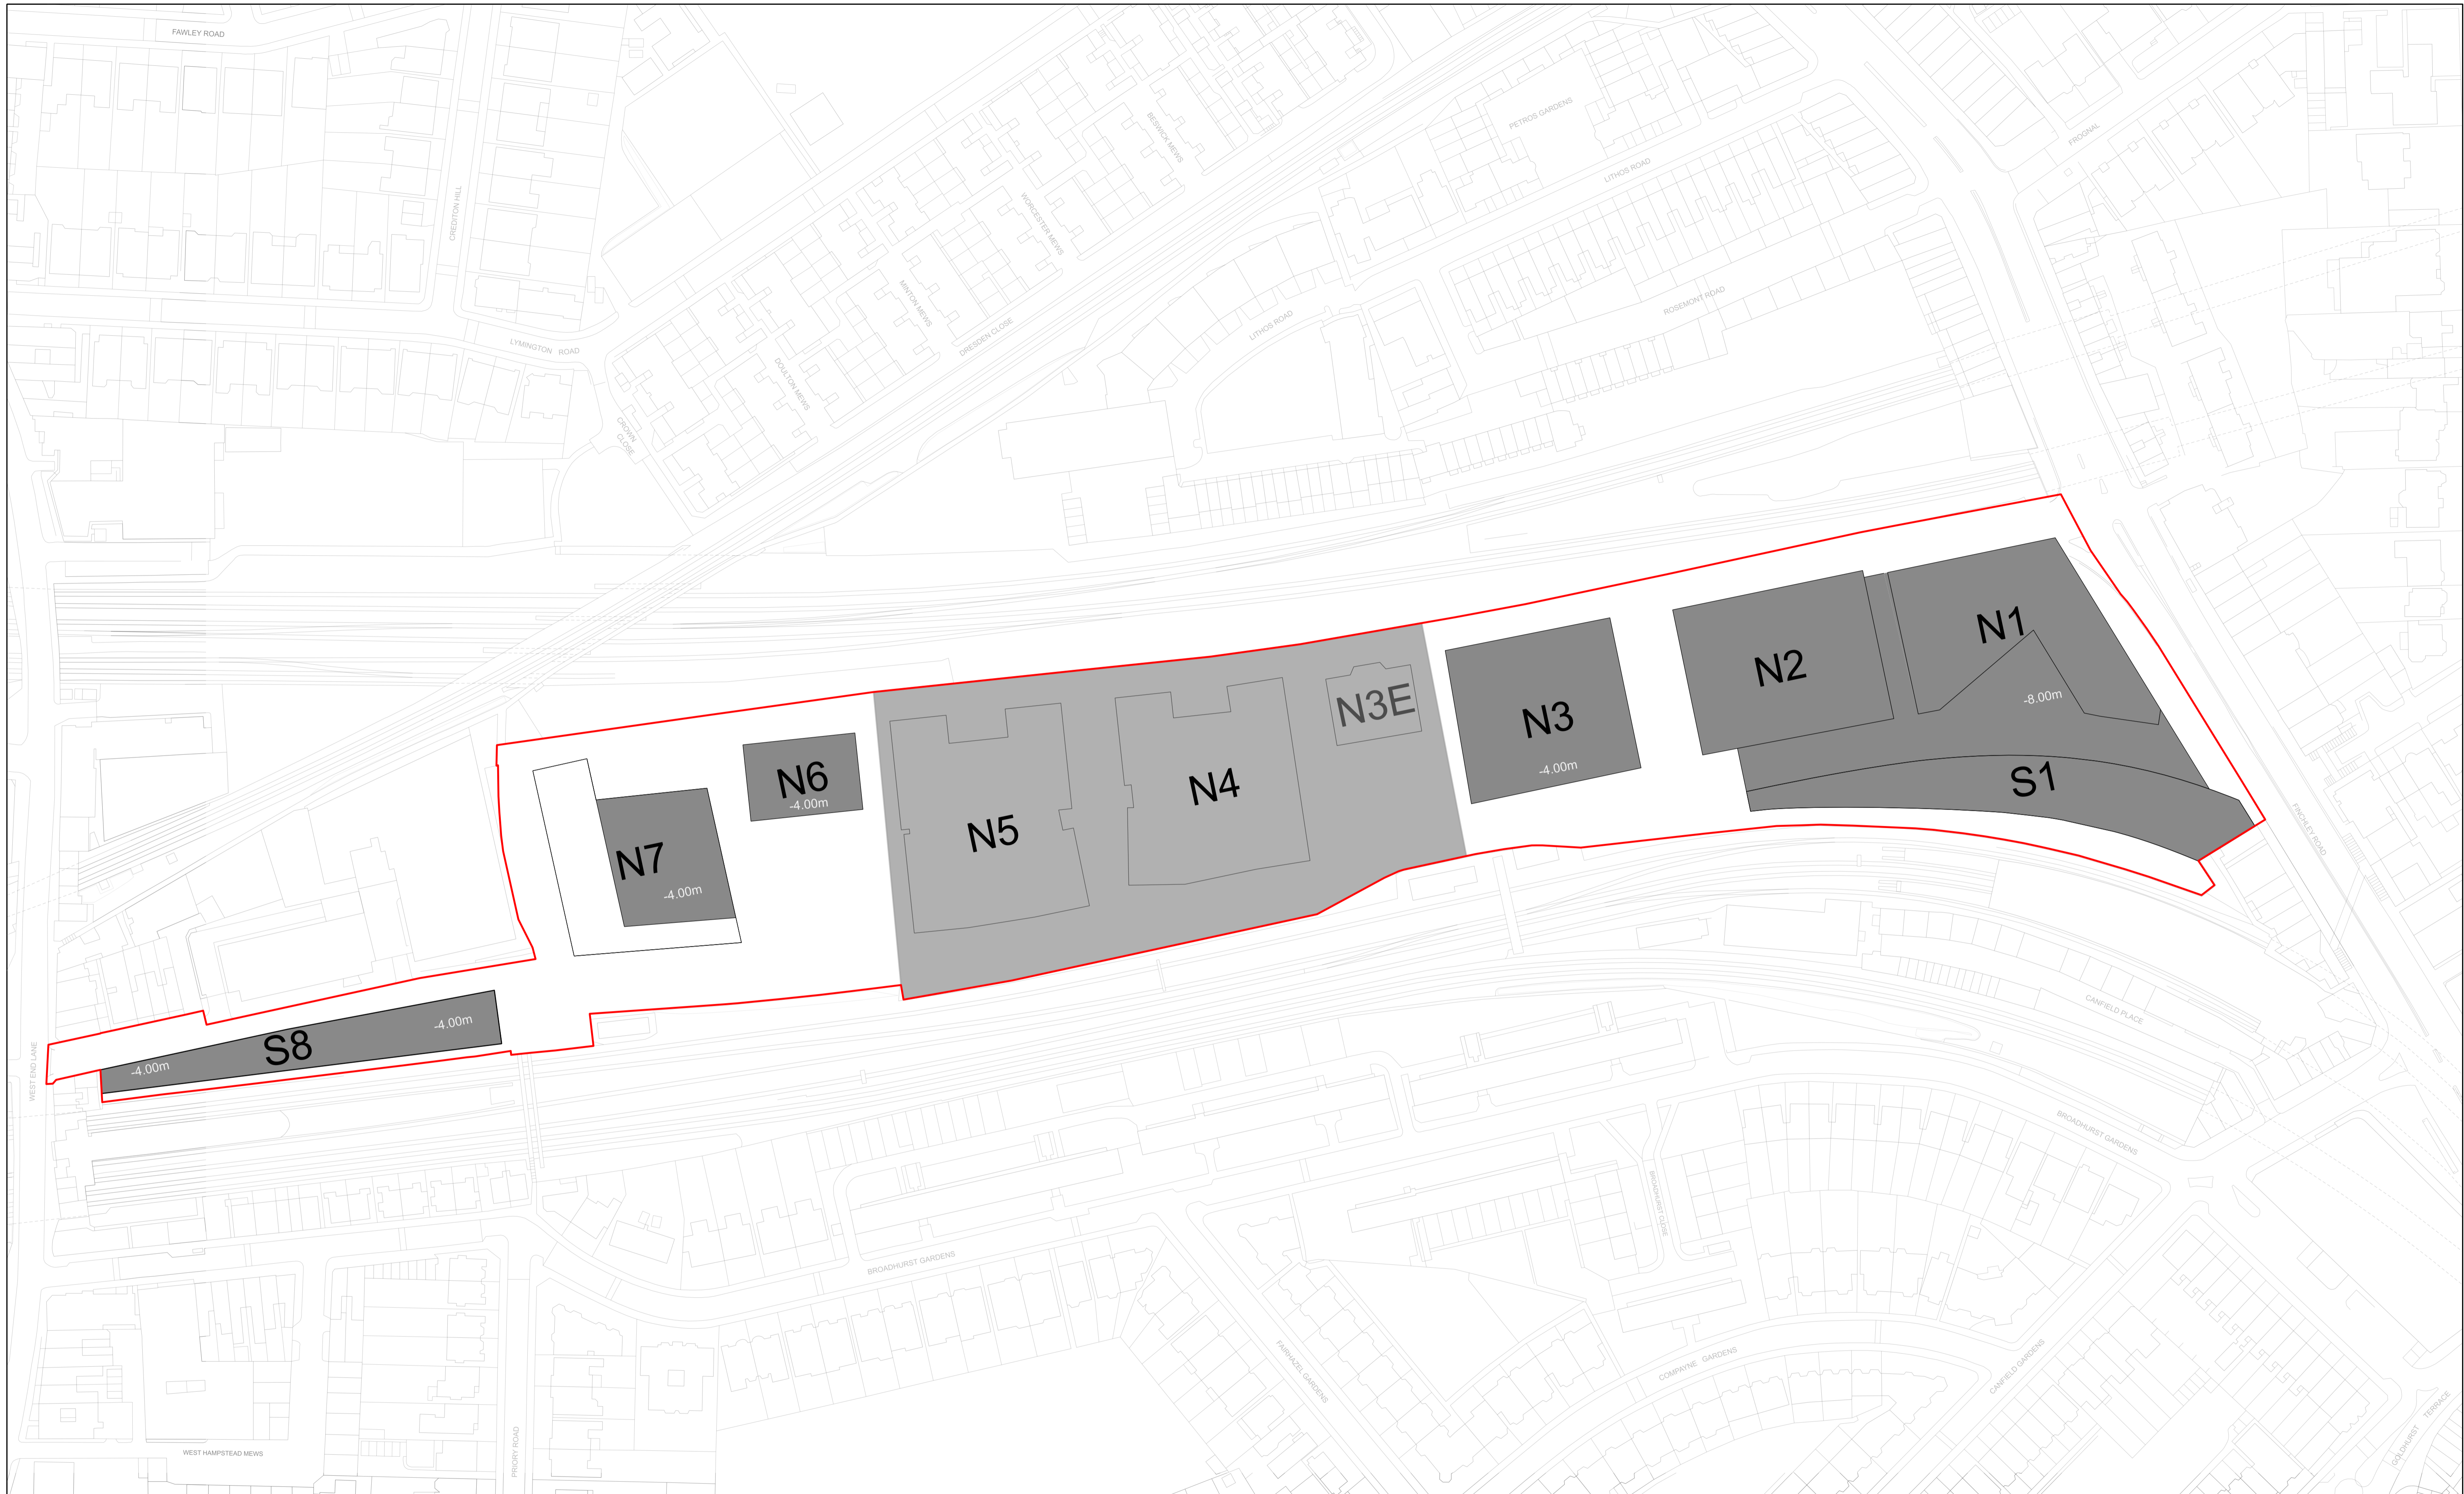 FAWLEY ROAD
FROGNAL
PETROS GARDENS
BESWICK MEWS
LITHOS ROAD
CREDITON HILL
WORCESTER MEWS
MINTON MEWS
ROSEMONT ROAD
LITHOS ROAD
DRESDEN CLOSE
LYMINGTON ROAD
DOULTON MEWS
CROWN
CLOSE
N1
N2
-8.00m
N3E
N3
-4.00m
S1
N6
-4.00m
N4
N5
N7
-4.00m
FINCHLEY ROAD
S8
-4.00m
-4.00m
WEST END LANE
CANFIELD PLACE
BROADHURST GARDENS
BROADHURST CLOSE
BROADHURST GARDENS
FAIRHAZEL GARDENS
COMPAYNE GARDENS
CANFIELD GARDENS
GOLDHURST TERRACE
PRIORY ROAD
WEST HAMPSTEAD MEWS